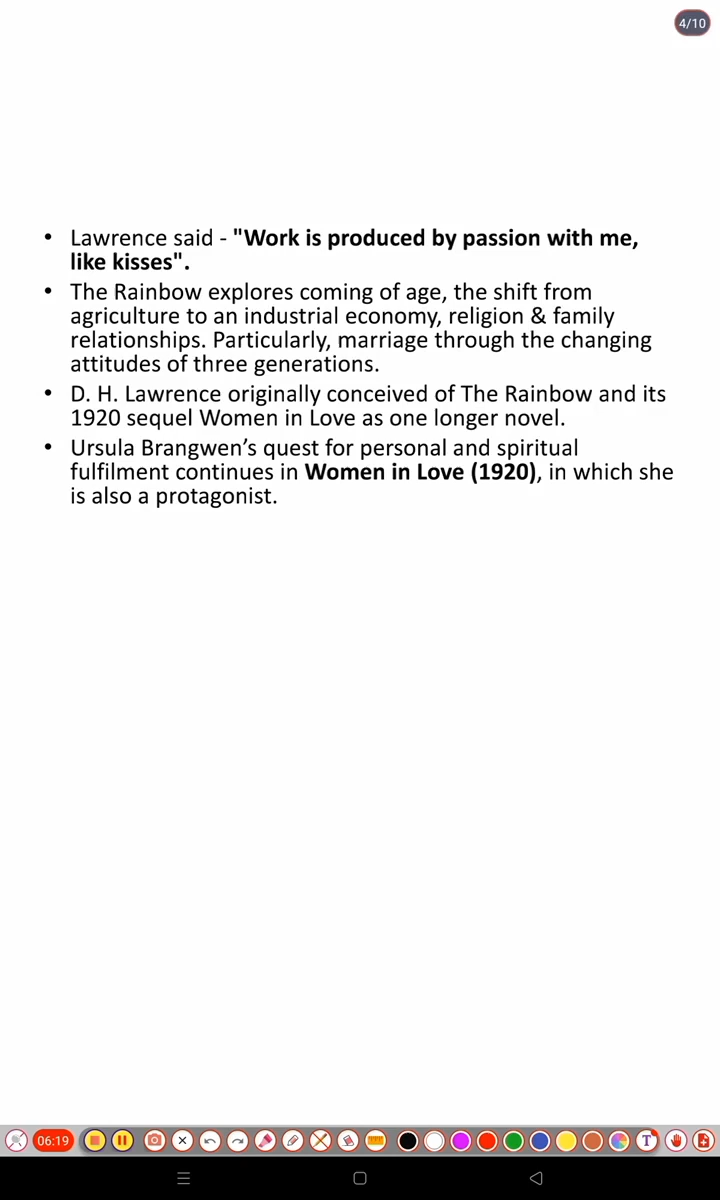 4/10
• Lawrence said - "Work is produced by passion with me,
like kisses".
• The Rainbow explores coming of age, the shift from
agriculture to an industrial economy, religion & family
relationships. Particularly, marriage through the changing
attitudes of three generations.
• D. H. Lawrence originally conceived of The Rainbow and its
1920 sequel Women in Love as one longer novel.
• Ursula Brangwen’s quest for personal and spiritual
fulfilment continues in Women in Love (1920), in which she
is also a protagonist.
06:19
T